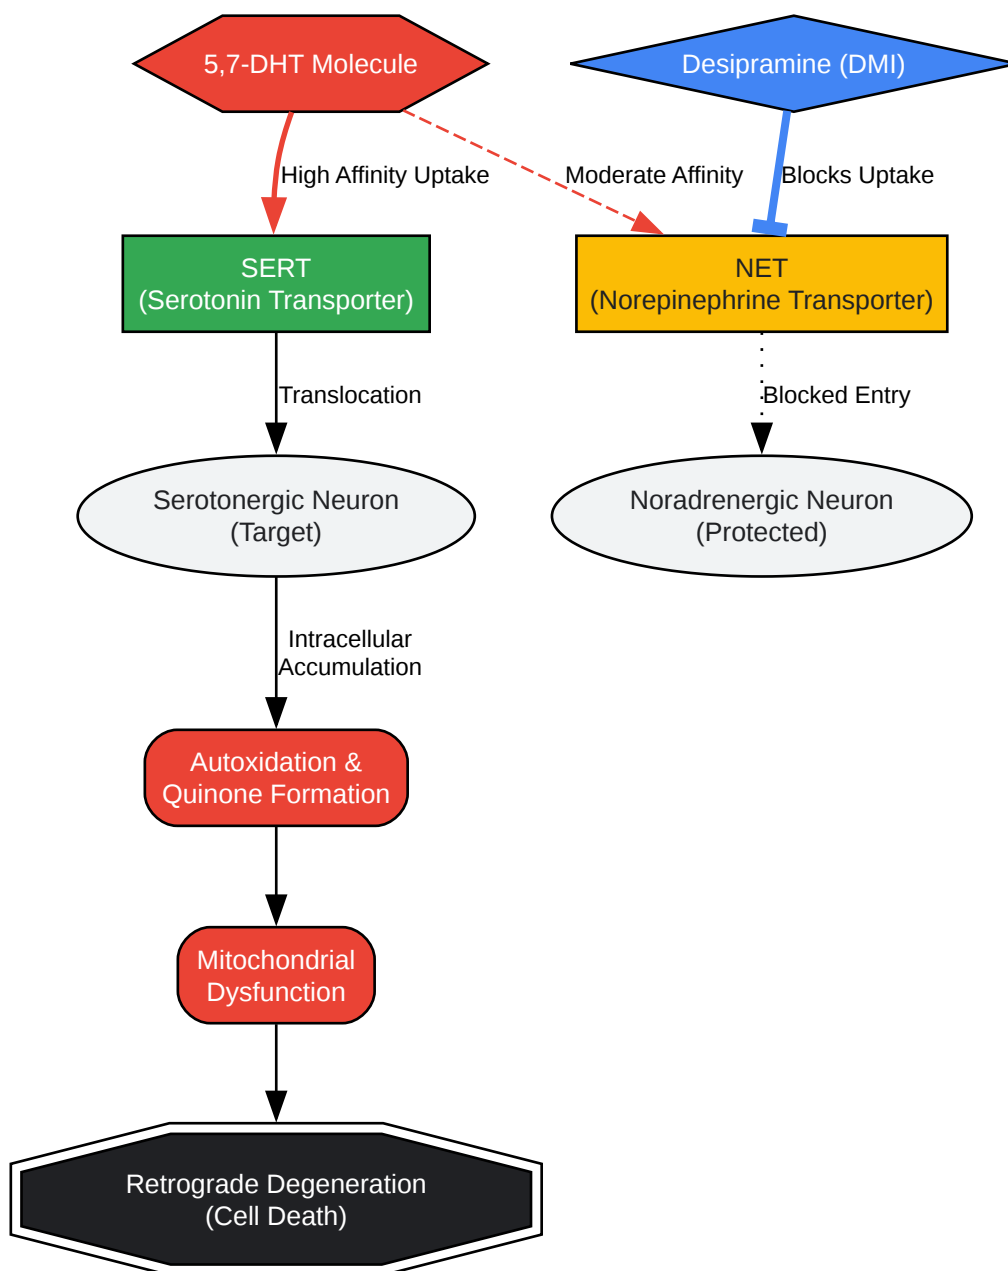 5,7-DHT Molecule
Desipramine (DMI)
High Affinity Uptake
Moderate Affinity
Blocks Uptake
SERT
(Serotonin Transporter)
NET
(Norepinephrine Transporter)
Translocation
Blocked Entry
Serotonergic Neuron
(Target)
Noradrenergic Neuron
(Protected)
Intracellular
Accumulation
Autoxidation &
Quinone Formation
Mitochondrial
Dysfunction
Retrograde Degeneration
(Cell Death)